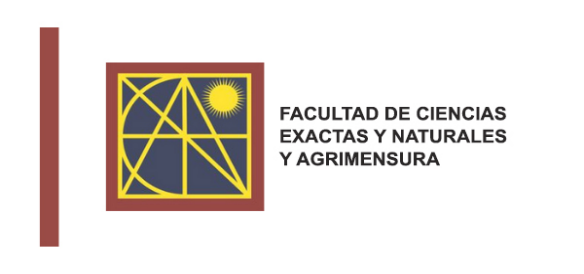 FACULTAD DE CIENCIAS
EXACTAS Y NATURALES
Y AGRIMENSURA